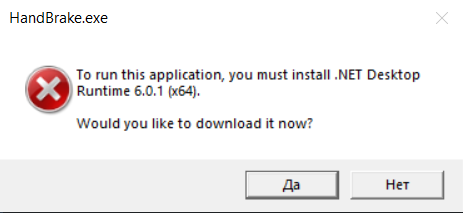 HandBrake.exe
To run this application, you must install .NET Desktop
Runtime 6.0.1 (x64).
Would you like to download it now?
Да
Нет